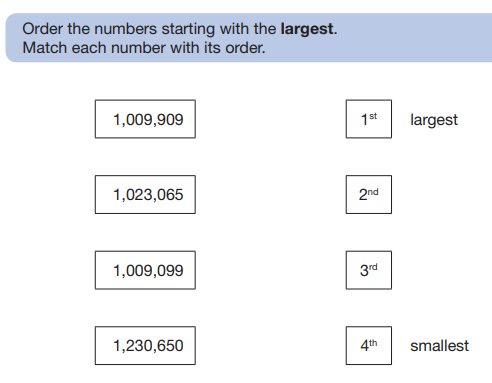 Order the numbers starting with the largest.
Match each number with its order.
1,009,909 1st largest
1,023,065 2nd
1,009,099 3rd
1,230,650 4th smallest